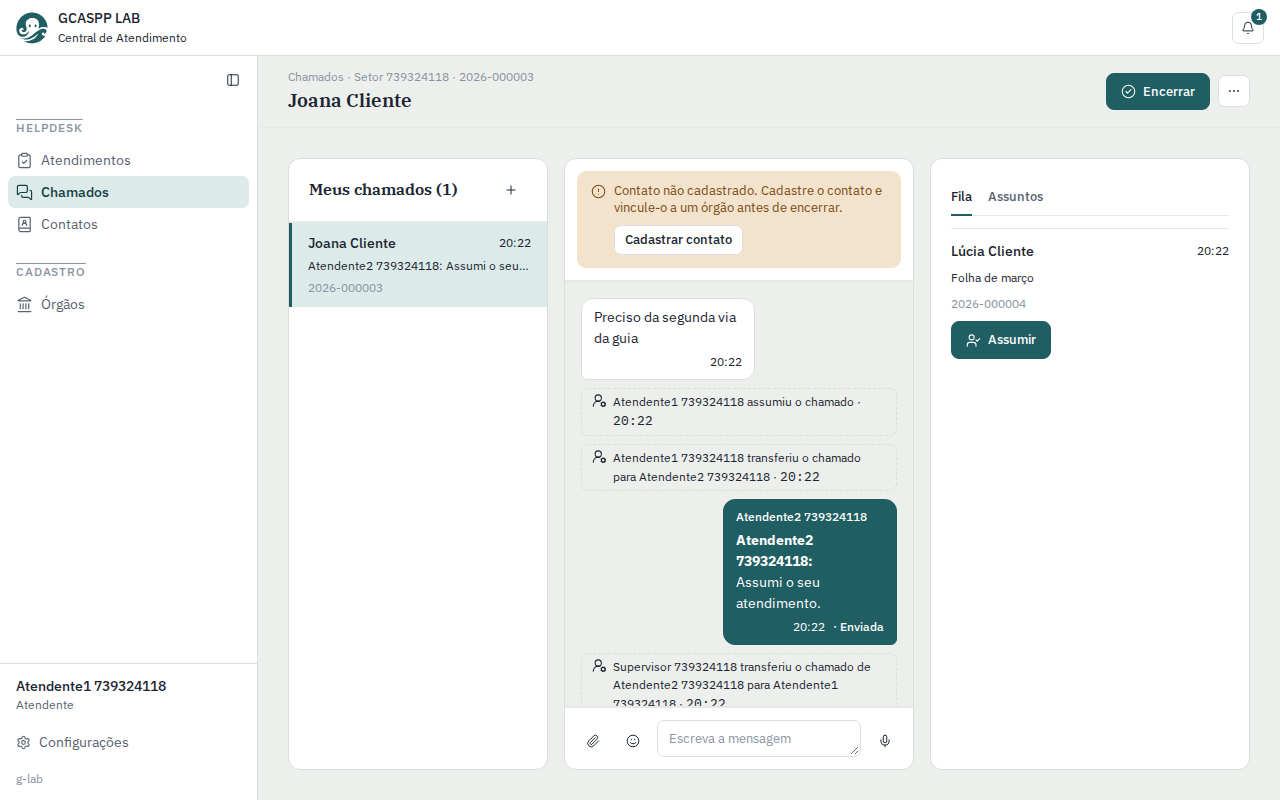 GCASPP LAB
Central de Atendimento
1
HELPDESK
Atendimentos
Chamados
Contatos
CADASTRO
Órgãos
Atendente1 739324118
Atendente
Configurações
g-lab
Chamados · Setor 739324118 · 2026-000003
Joana Cliente
Encerrar
Meus chamados (1)
Joana Cliente 20:22
Atendente2 739324118: Assumi o seu...
2026-000003
Contato não cadastrado. Cadastre o contato e
vincule-o a um órgão antes de encerrar.
Cadastrar contato
Preciso da segunda via
da guia
20:22
Atendente1 739324118 assumiu o chamado ·
20:22
Atendente1 739324118 transferiu o chamado
para Atendente2 739324118 · 20:22
Atendente2 739324118
Atendente2
739324118:
Assumi o seu
atendimento.
20:22 · Enviada
Supervisor 739324118 transferiu o chamado de
Atendente2 739324118 para Atendente1
739324118 · 20:22
Escreva a mensagem
Fila Assuntos
Lúcia Cliente 20:22
Folha de março
2026-000004
Assumir